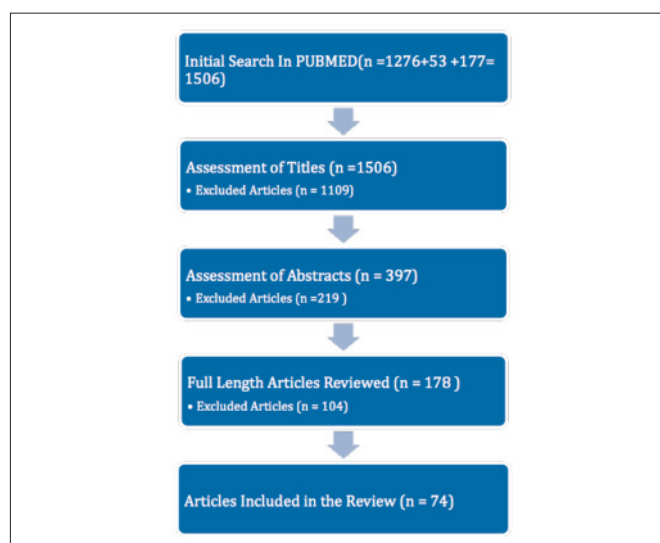 Initial Search In PUBMED(n =1276+53 +177=
1506)
Assessment of Titles (n =1506)
• Excluded Articles (n = 1109)
Assessment of Abstracts (n = 397)
• Excluded Articles (n =219 )
Full Length Articles Reviewed (n = 178 )
• Excluded Articles (n = 104)
Articles Included in the Review (n = 74)